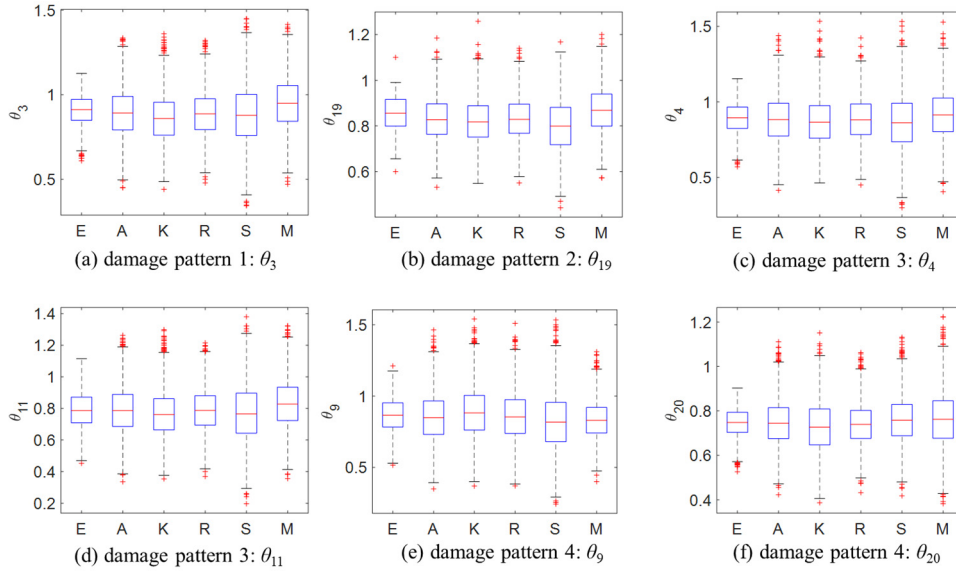 1.5
1
0.5
θ3
E A K R S M
(a) damage pattern 1: θ3
1.2
1
0.8
0.6
θ19
E A K R S M
(b) damage pattern 2: θ19
1.5
1
0.5
θ4
E A K R S M
(c) damage pattern 3: θ4
1.4
1.2
1
0.8
0.6
0.4
0.2
θ11
E A K R S M
(d) damage pattern 3: θ11
1.5
1
0.5
θ9
E A K R S M
(e) damage pattern 4: θ9
1.2
1
0.8
0.6
0.4
θ20
E A K R S M
(f) damage pattern 4: θ20